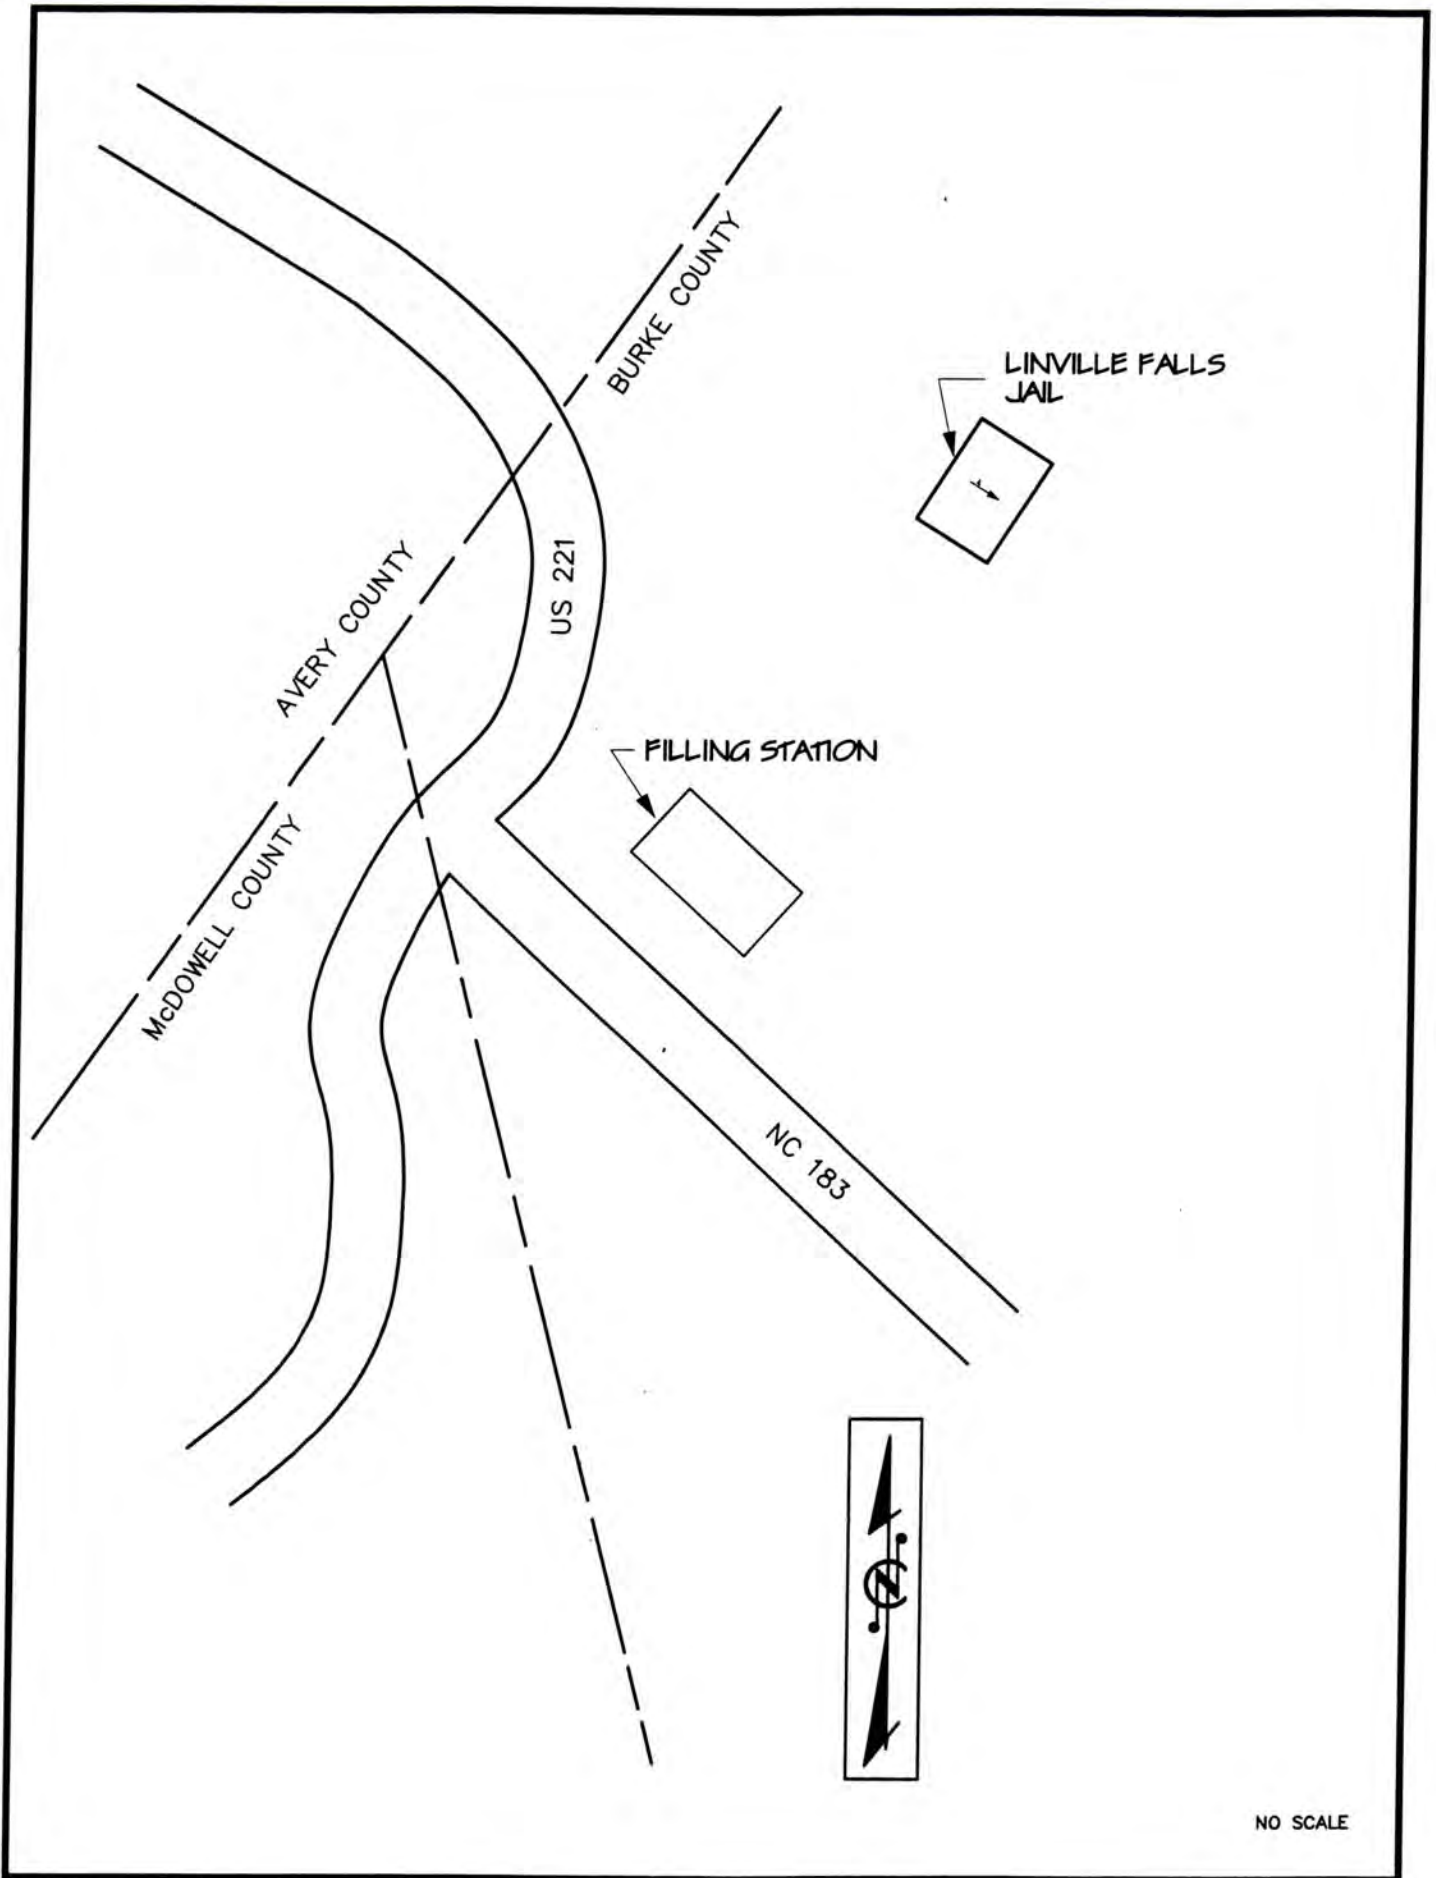 BURKE COUNTY
LINVILLE FALLS
JAIL
US 221
AVERY COUNTY
FILLING STATION
McDOWELL COUNTY
NC 183
N
NO SCALE